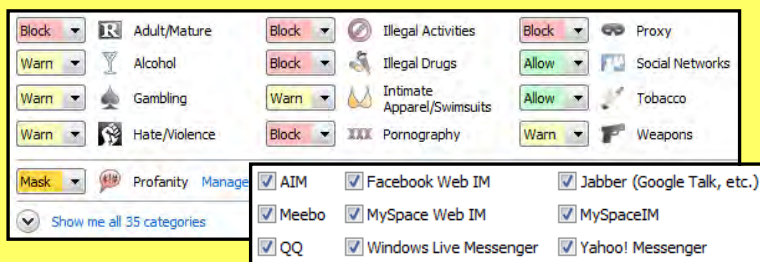 Block Adult/Mature Block Illegal Activities Block Proxy
Warn Alcohol Block Illegal Drugs Allow Social Networks
Warn Gambling Warn Intimate Apparel/Swimsuits Allow Tobacco
Warn Hate/Violence Block XXX Pornography Warn Weapons
Mask Profanity Manage
Show me all 35 categories
AIM Facebook Web IM Jabber (Google Talk, etc.)
Meebo MySpace Web IM MySpaceIM
QQ Windows Live Messenger Yahoo! Messenger